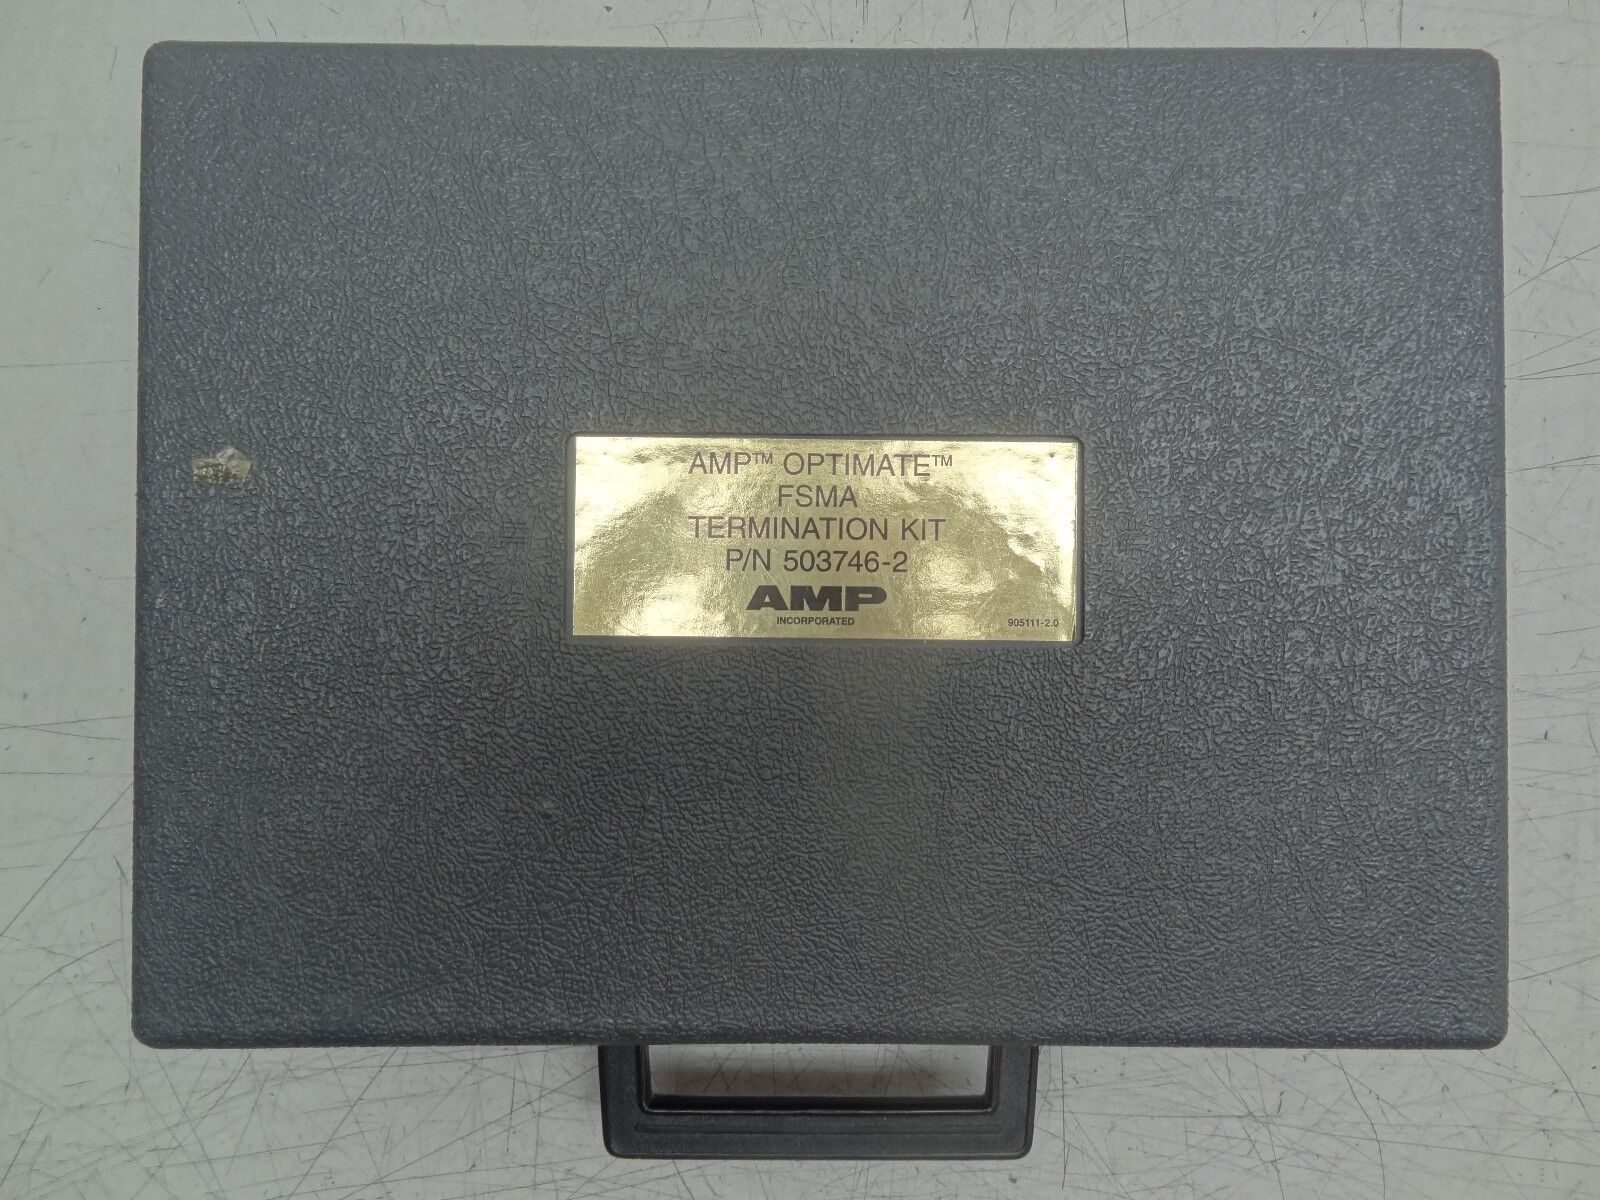 AMP™ OPTIMATE™
FSMA
TERMINATION KIT
P/N 503746-2
AMP
INCORPORATED
905111-2.0